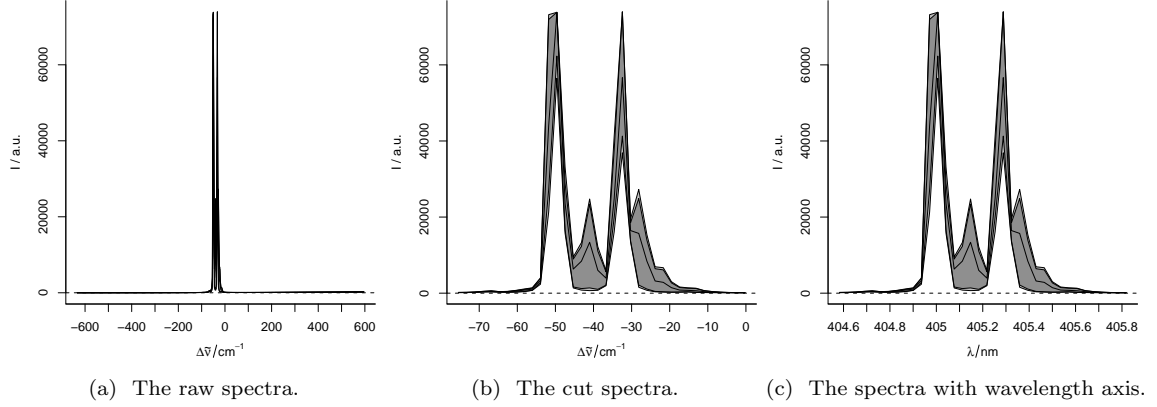 I / a.u.
0 20000 40000 60000
−600 −400 −200 0 200 400 600
Δν̃/cm⁻¹
(a) The raw spectra.
I / a.u.
0 20000 40000 60000
−70 −60 −50 −40 −30 −20 −10 0
Δν̃/cm⁻¹
(b) The cut spectra.
I / a.u.
0 20000 40000 60000
404.6 404.8 405 405.2 405.4 405.6 405.8
λ/nm
(c) The spectra with wavelength axis.